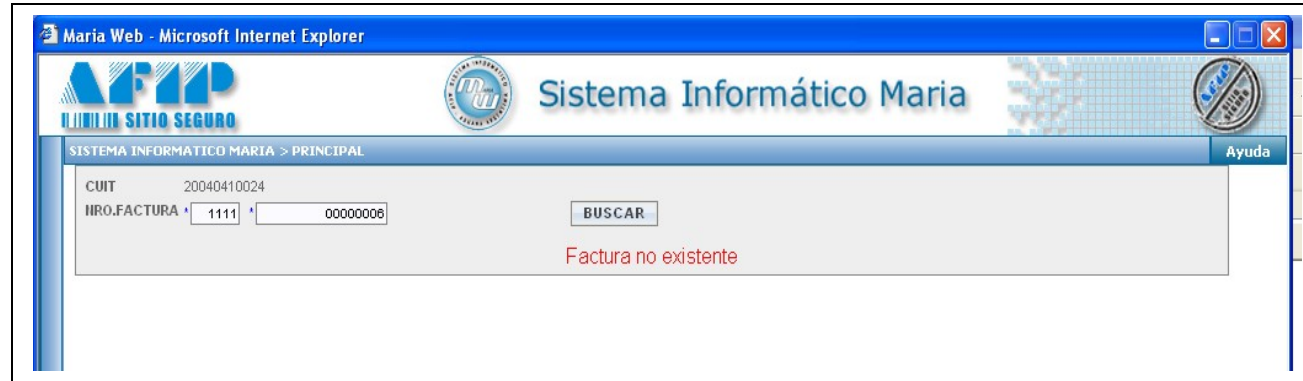 Maria Web - Microsoft Internet Explorer
AFIP
SITIO SEGURO
Sistema Informático Maria
SISTEMA INFORMATICO MARIA > PRINCIPAL
Ayuda
CUIT 20040410024
NRO.FACTURA * 1111 * 00000006
BUSCAR
Factura no existente